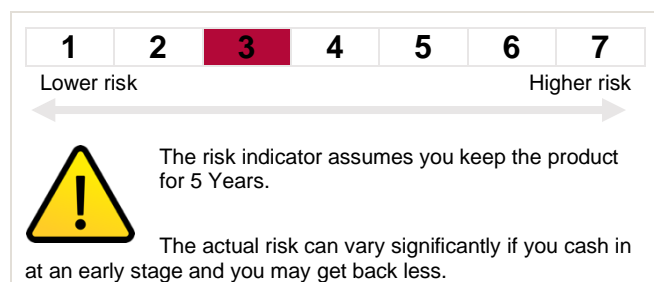 1 2 3 4 5 6 7
Lower risk Higher risk
The risk indicator assumes you keep the product
for 5 Years.
The actual risk can vary significantly if you cash in
at an early stage and you may get back less.